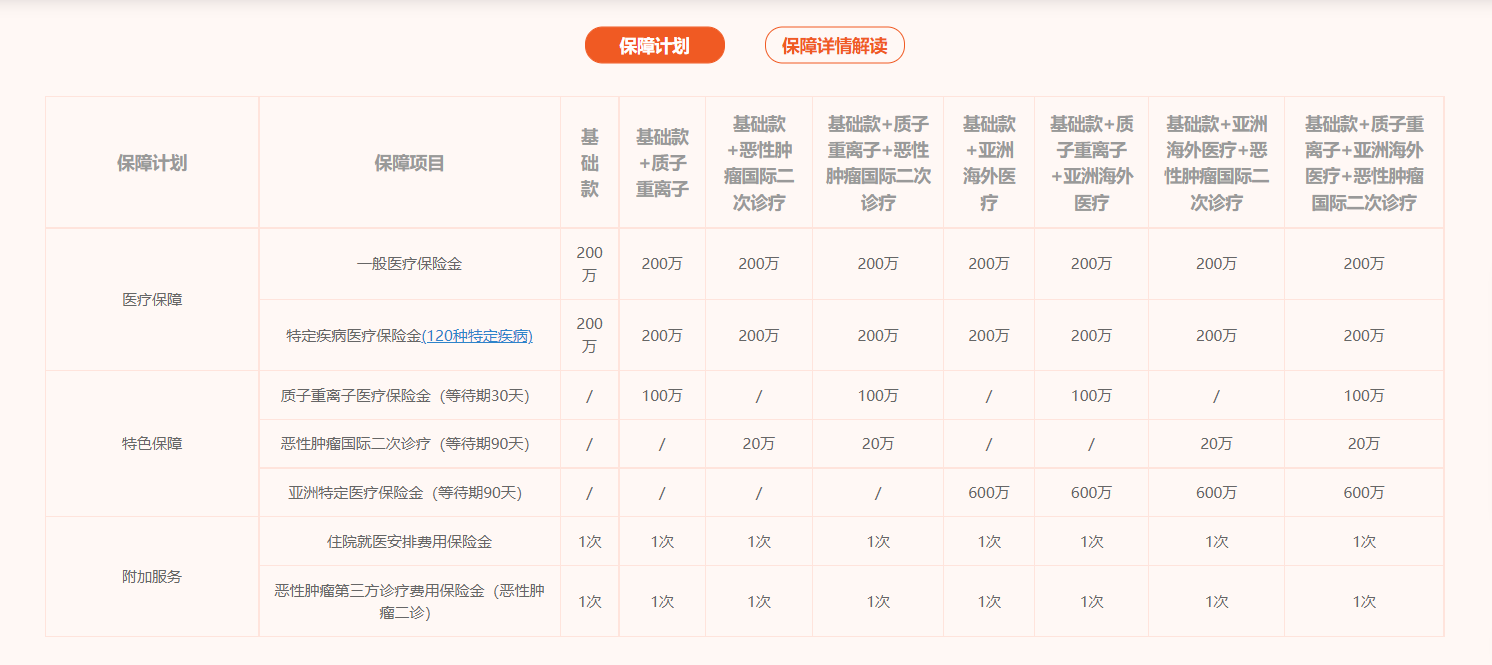 保障计划 保障详情解读
保障计划 保障项目 基础款 基础款+质子重离子 基础款+恶性肿瘤国际二次诊疗 基础款+质子重离子+恶性肿瘤国际二次诊疗 基础款+亚洲海外医疗 基础款+质子重离子+亚洲海外医疗 基础款+亚洲海外医疗+恶性肿瘤国际二次诊疗 基础款+质子重离子+亚洲海外医疗+恶性肿瘤国际二次诊疗
医疗保障 一般医疗保险金 200万 200万 200万 200万 200万 200万 200万 200万
特定疾病医疗保险金(120种特定疾病) 200万 200万 200万 200万 200万 200万 200万 200万
特色保障 质子重离子医疗保险金（等待期30天） / 100万 / 100万 / 100万 / 100万
恶性肿瘤国际二次诊疗（等待期90天） / / 20万 20万 / / 20万 20万
亚洲特定医疗保险金（等待期90天） / / / / 600万 600万 600万 600万
附加服务 住院就医安排费用保险金 1次 1次 1次 1次 1次 1次 1次 1次
恶性肿瘤第三方诊疗费用保险金（恶性肿瘤二诊） 1次 1次 1次 1次 1次 1次 1次 1次